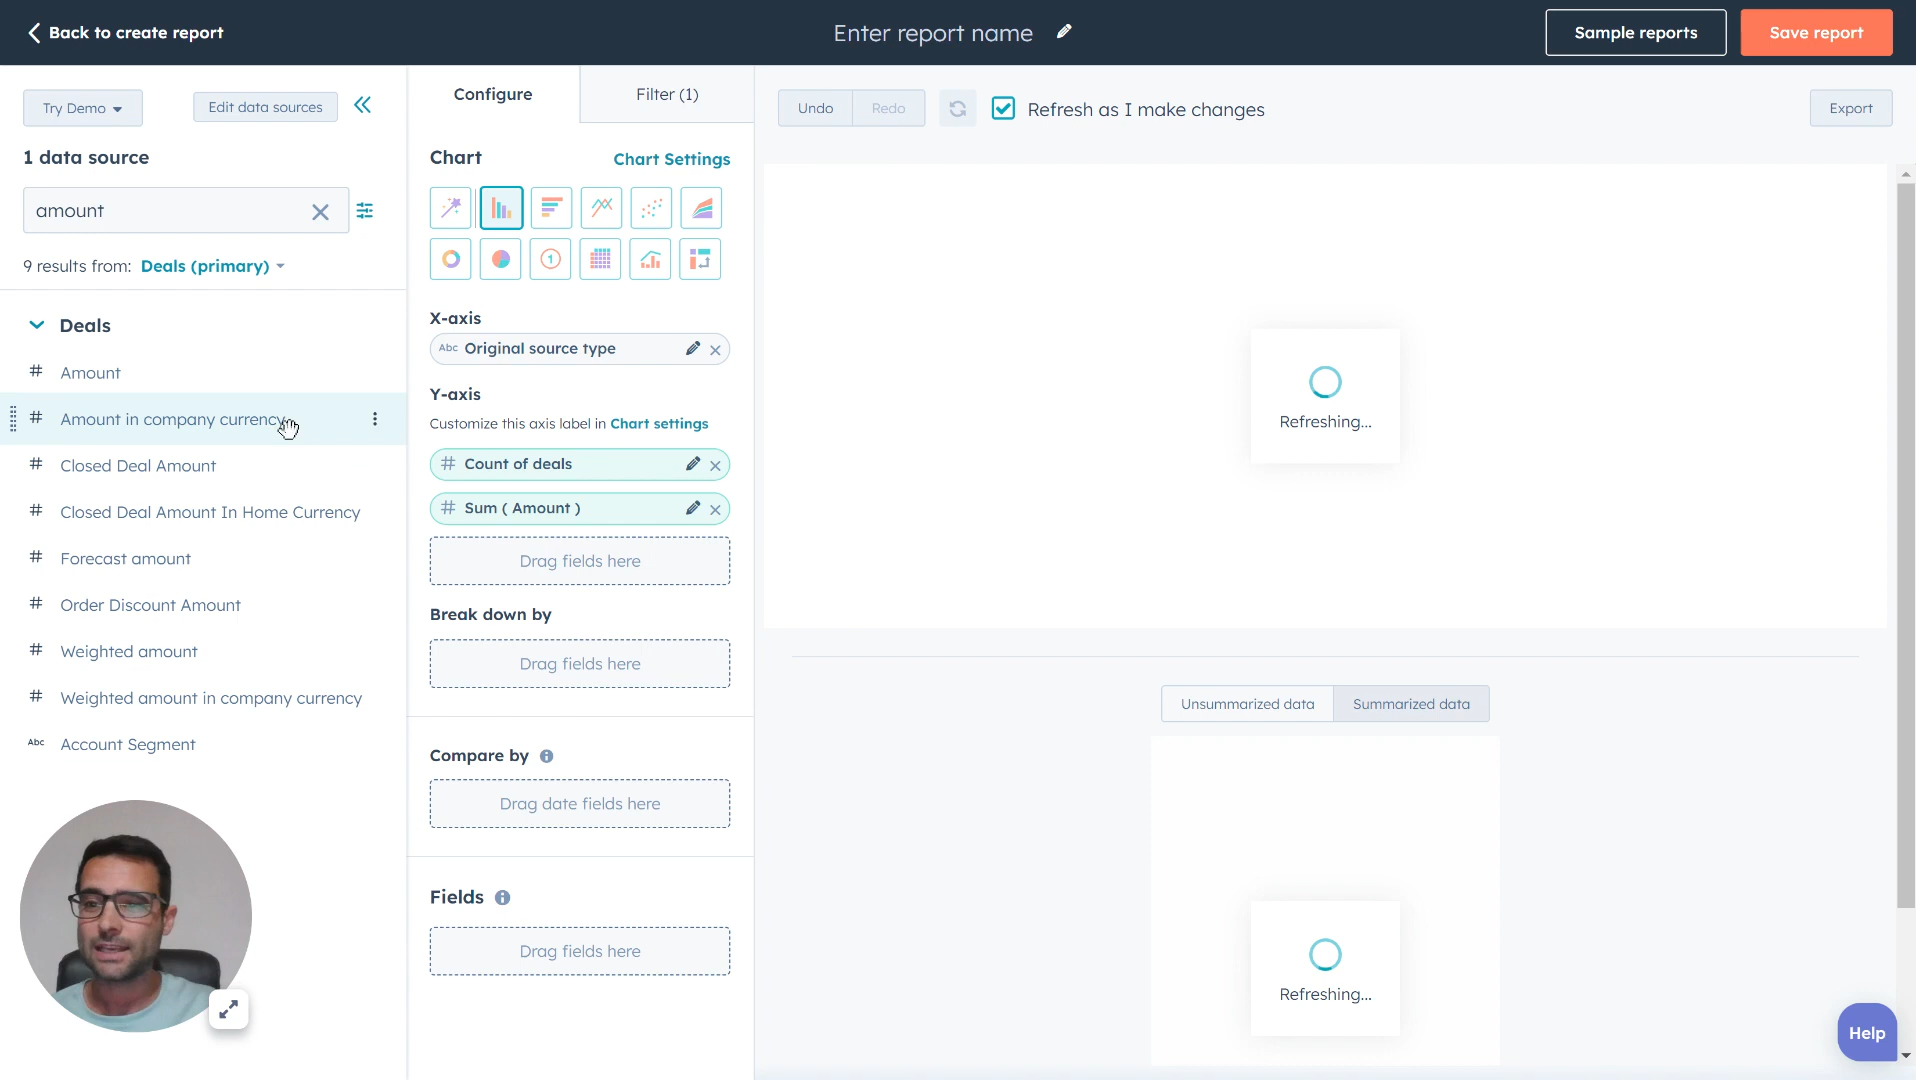 Back to create report
Enter report name
Sample reports
Save report
Try Demo
Edit data sources
1 data source
amount
9 results from: Deals (primary)
Deals
# Amount
# Amount in company currency
# Closed Deal Amount
# Closed Deal Amount In Home Currency
# Forecast amount
# Order Discount Amount
# Weighted amount
# Weighted amount in company currency
Abc Account Segment
Configure
Filter (1)
Chart
Chart Settings
1
X-axis
Abc Original source type
Y-axis
Customize this axis label in Chart settings
# Count of deals
# Sum ( Amount )
Drag fields here
Break down by
Drag fields here
Compare by
Drag date fields here
Fields
Drag fields here
Undo
Redo
Refresh as I make changes
Export
Refreshing...
Unsummarized data
Summarized data
Refreshing...
Help